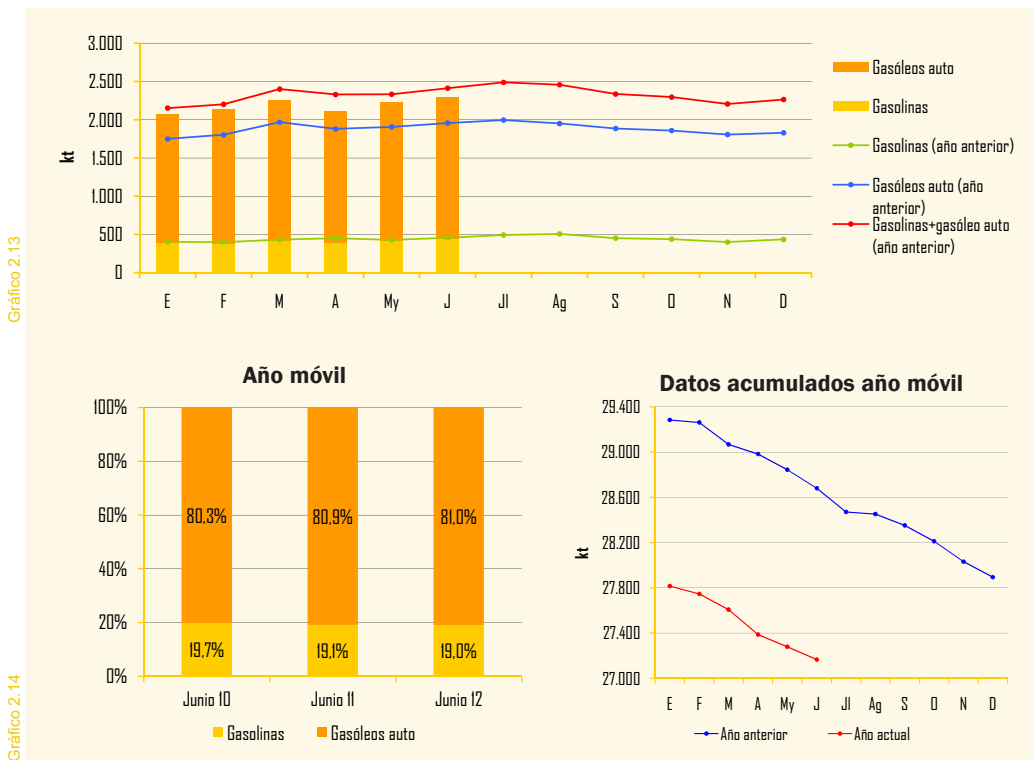 Gráfico 2.13
3.000
2.500
2.000
1.500
1.000
500
0
kt
E F M A My J Jl Ag S O N D
Gasóleos auto
Gasolinas
Gasolinas (año anterior)
Gasóleos auto (año
anterior)
Gasolinas+gasóleo auto
(año anterior)
Gráfico 2.14
Año móvil
100%
80%
60%
40%
20%
0%
80,3% 80,9% 81,0%
19,7% 19,1% 19,0%
Junio 10 Junio 11 Junio 12
Gasolinas Gasóleos auto
Datos acumulados año móvil
29.400
29.000
28.600
28.200
27.800
27.400
27.000
kt
E F M A My J Jl Ag S O N D
Año anterior Año actual